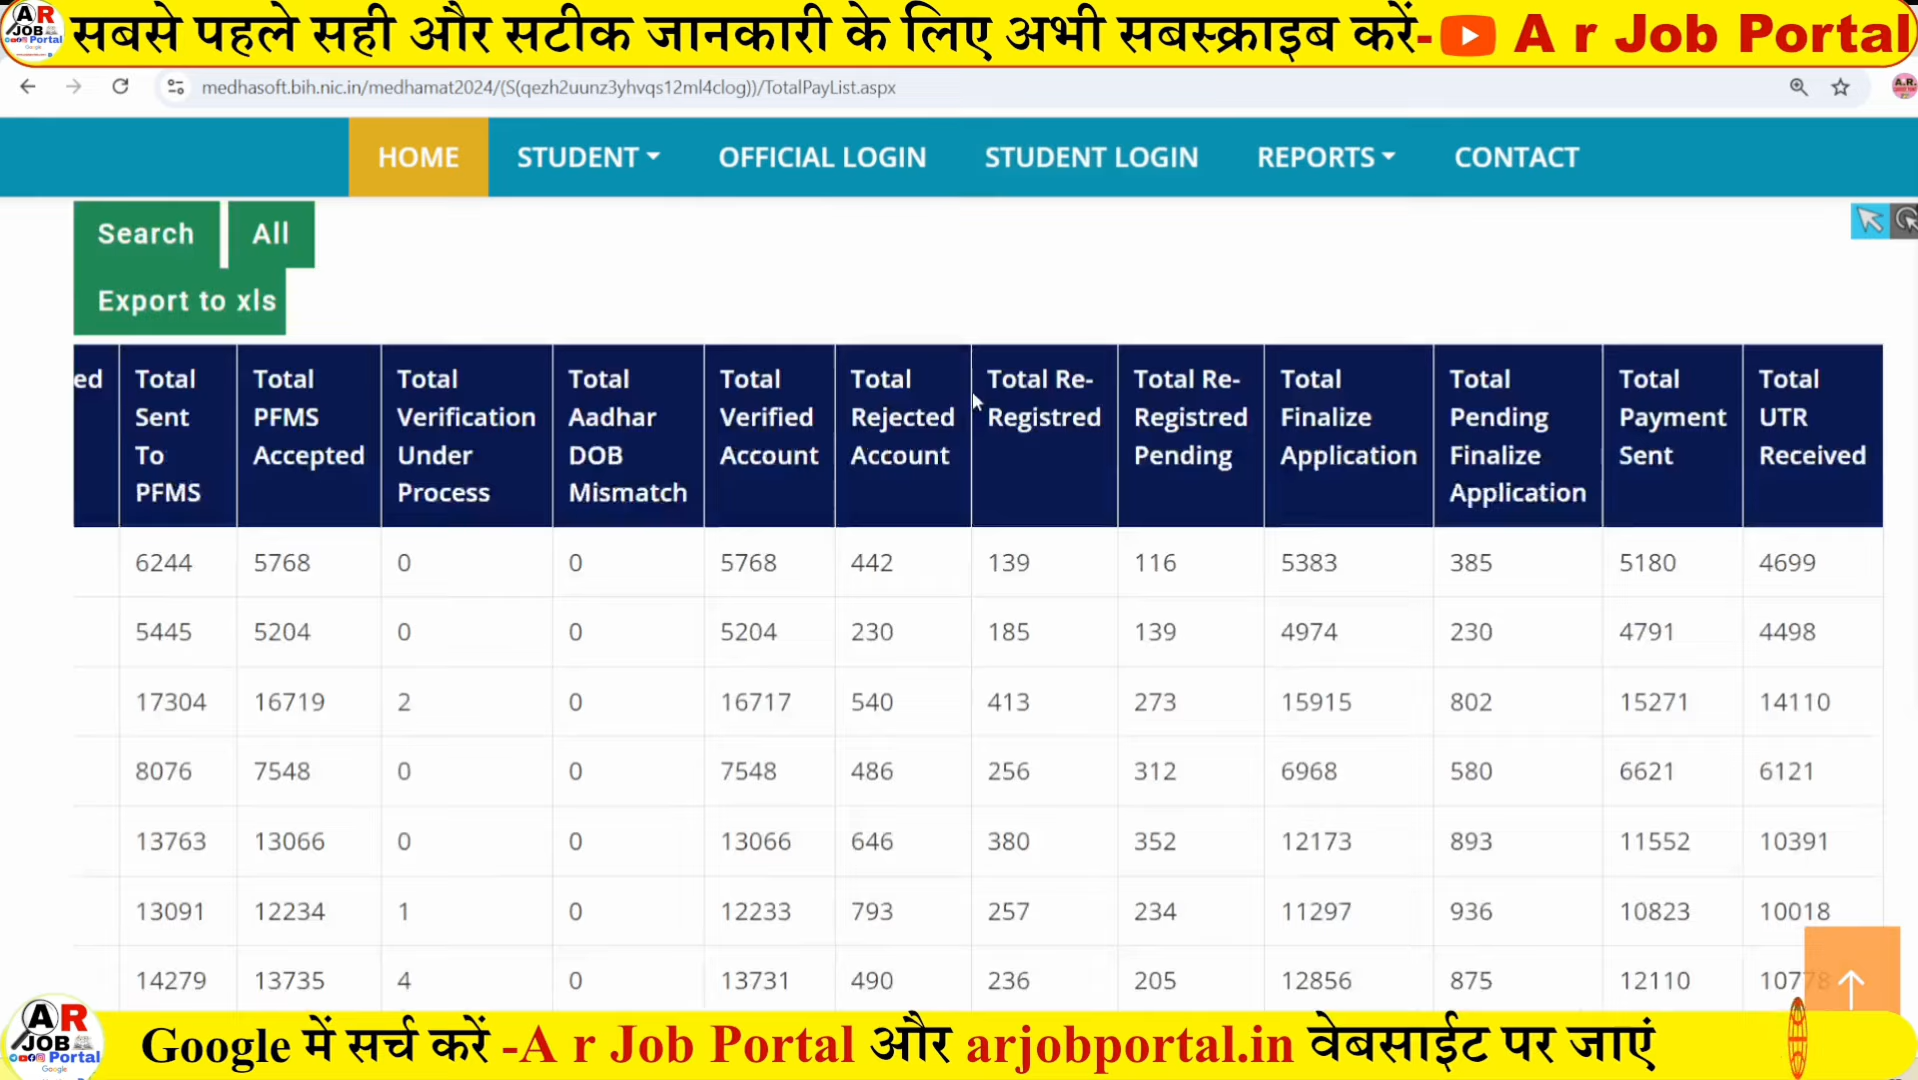 सबसे पहले सही और सटीक जानकारी के लिए अभी सबस्क्राइब करें- A r Job Portal
AR
JOB
Portal
medhasoft.bih.nic.in/medhamat2024/(S(qezh2uunz3yhvqs12ml4clog))/TotalPayList.aspx
HOME STUDENT OFFICIAL LOGIN STUDENT LOGIN REPORTS CONTACT
Search All
Export to xls
ed Total Sent To PFMS Total PFMS Accepted Total Verification Under Process Total Aadhar DOB Mismatch Total Verified Account Total Rejected Account Total Re-Registred Total Re-Registred Pending Total Finalize Application Total Pending Finalize Application Total Payment Sent Total UTR Received
6244 5768 0 0 5768 442 139 116 5383 385 5180 4699
5445 5204 0 0 5204 230 185 139 4974 230 4791 4498
17304 16719 2 0 16717 540 413 273 15915 802 15271 14110
8076 7548 0 0 7548 486 256 312 6968 580 6621 6121
13763 13066 0 0 13066 646 380 352 12173 893 11552 10391
13091 12234 1 0 12233 793 257 234 11297 936 10823 10018
14279 13735 4 0 13731 490 236 205 12856 875 12110 10778
AR
JOB
Portal
Google
Google में सर्च करें -A r Job Portal और arjobportal.in वेबसाईट पर जाएं